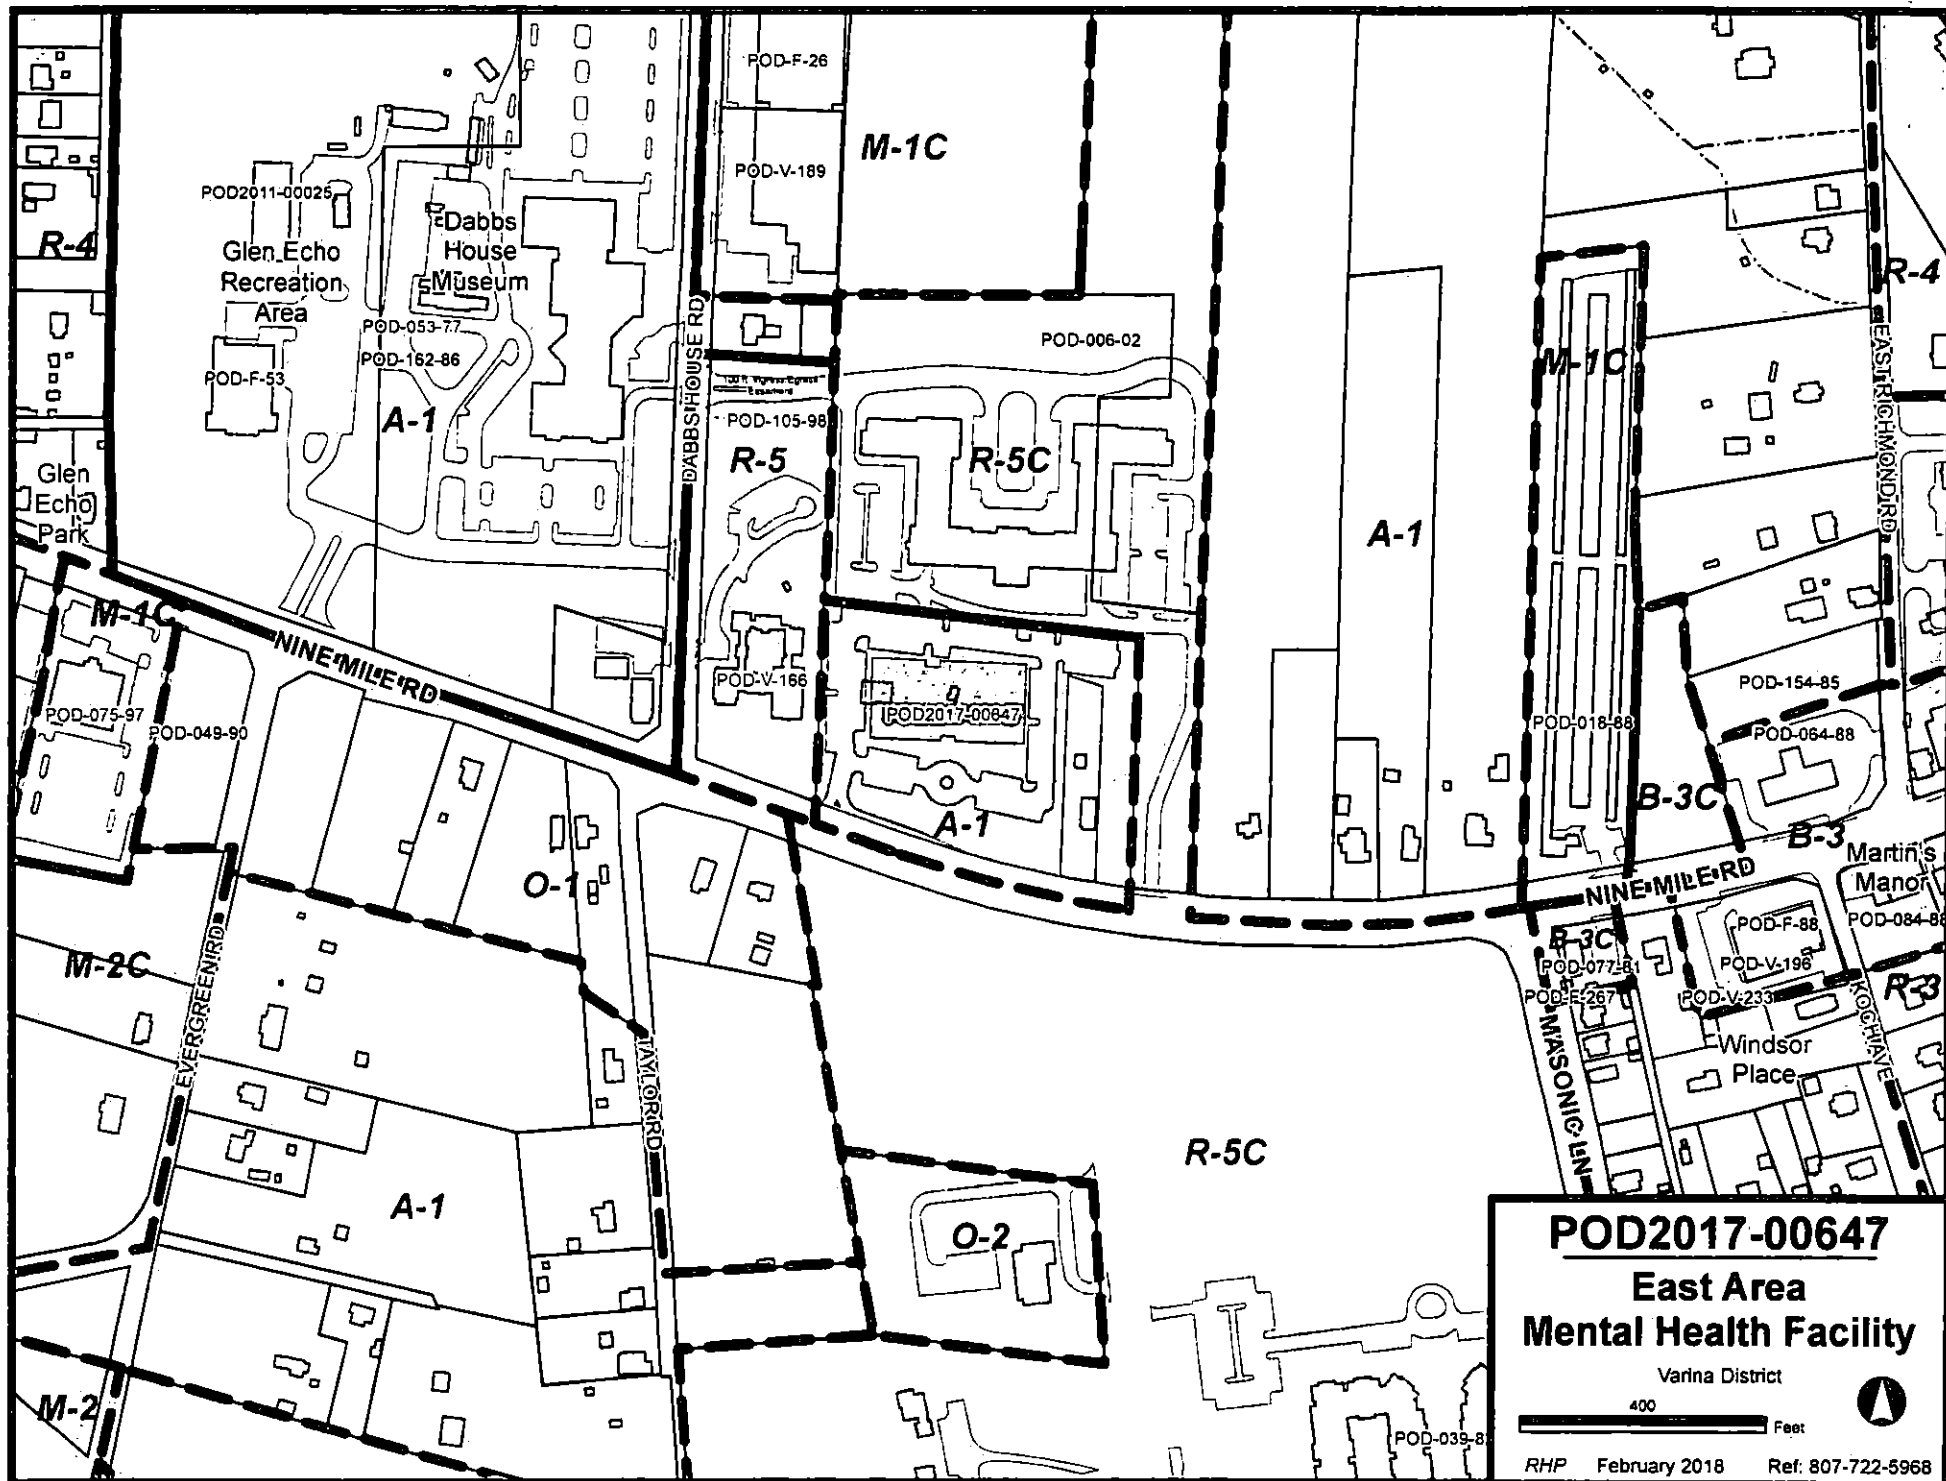 POD-F-26
M-1C
POD-V-189
POD2011-00025
R-4
Dabbs
House
Museum
Glen Echo
Recreation
Area
R-4
DABBS HOUSE RD
POD-053-77
POD-162-86
POD-006-02
EAST RICHMOND RD
M-1C
POD-F-53
A-1
POD-105-98
R-5
R-5C
Glen
Echo
Park
A-1
M-1C
NINE MILE RD
POD-V-166
POD-154-85
POD-075-97
POD-049-90
POD2017-00647
POD-018-88
POD-064-88
B-3C
A-1
B-3
Martin's
Manor
O-1
NINE MILE RD
POD-F-88
POD-084-88
M-2C
B-3C
POD-077-81
POD-V-196
R-3
POD-F-267
POD-V-233
EVERGREEN RD
TAYLOR RD
MASONIC LN
KOCH AVE
Windsor
Place
R-5C
A-1
O-2
M-2
POD-039-8
POD2017-00647
East Area
Mental Health Facility
Varina District
400
Feet
RHP February 2018 Ref: 807-722-5968